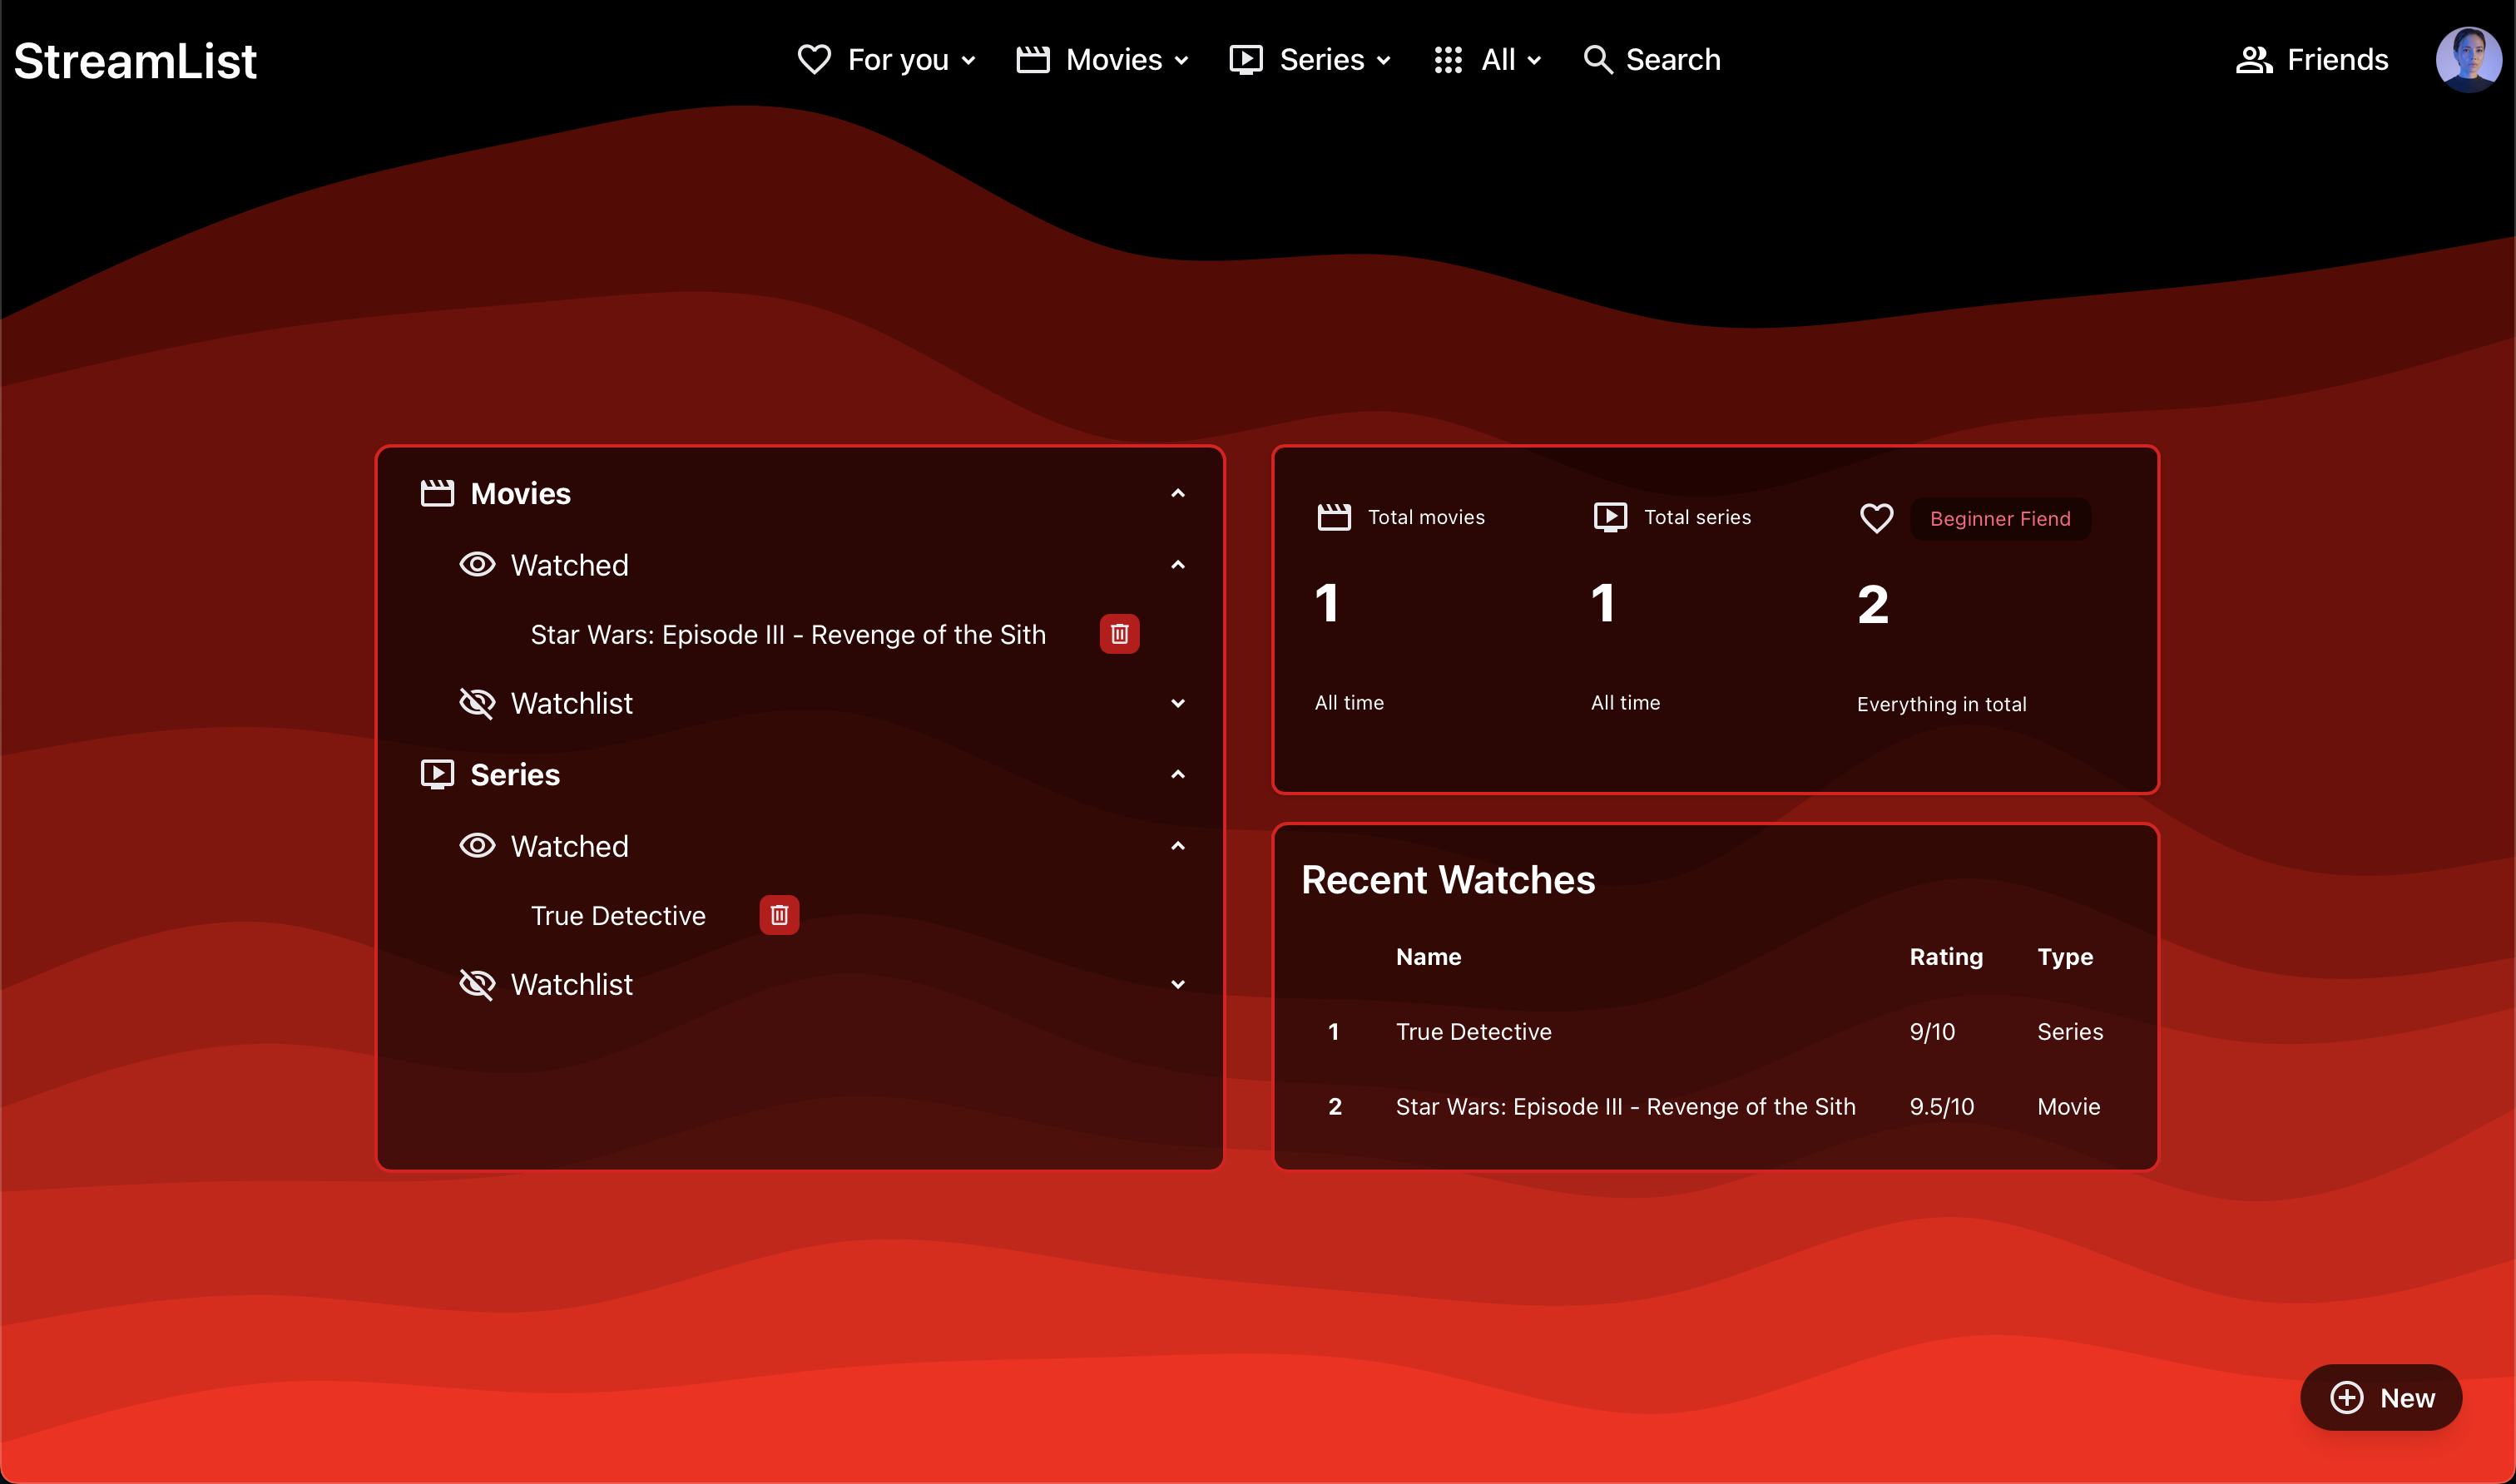 StreamList
For you
Movies
Series
All
Search
Friends
Movies
Watched
Star Wars: Episode III - Revenge of the Sith
Watchlist
Series
Watched
True Detective
Watchlist
Total movies
1
All time
Total series
1
All time
Beginner Fiend
2
Everything in total
Recent Watches
Name Rating Type
1 True Detective 9/10 Series
2 Star Wars: Episode III - Revenge of the Sith 9.5/10 Movie
New